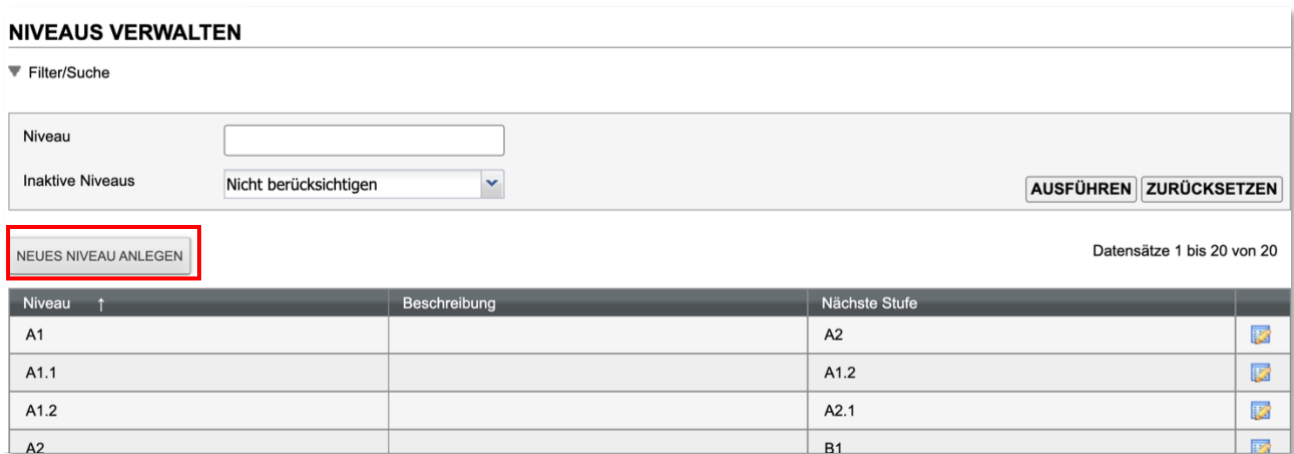 NIVEAUS VERWALTEN
Filter/Suche
Niveau
Inaktive Niveaus Nicht berücksichtigen AUSFÜHREN ZURÜCKSETZEN
NEUES NIVEAU ANLEGEN Datensätze 1 bis 20 von 20
Niveau ↑ Beschreibung Nächste Stufe
A1 A2
A1.1 A1.2
A1.2 A2.1
A2 B1